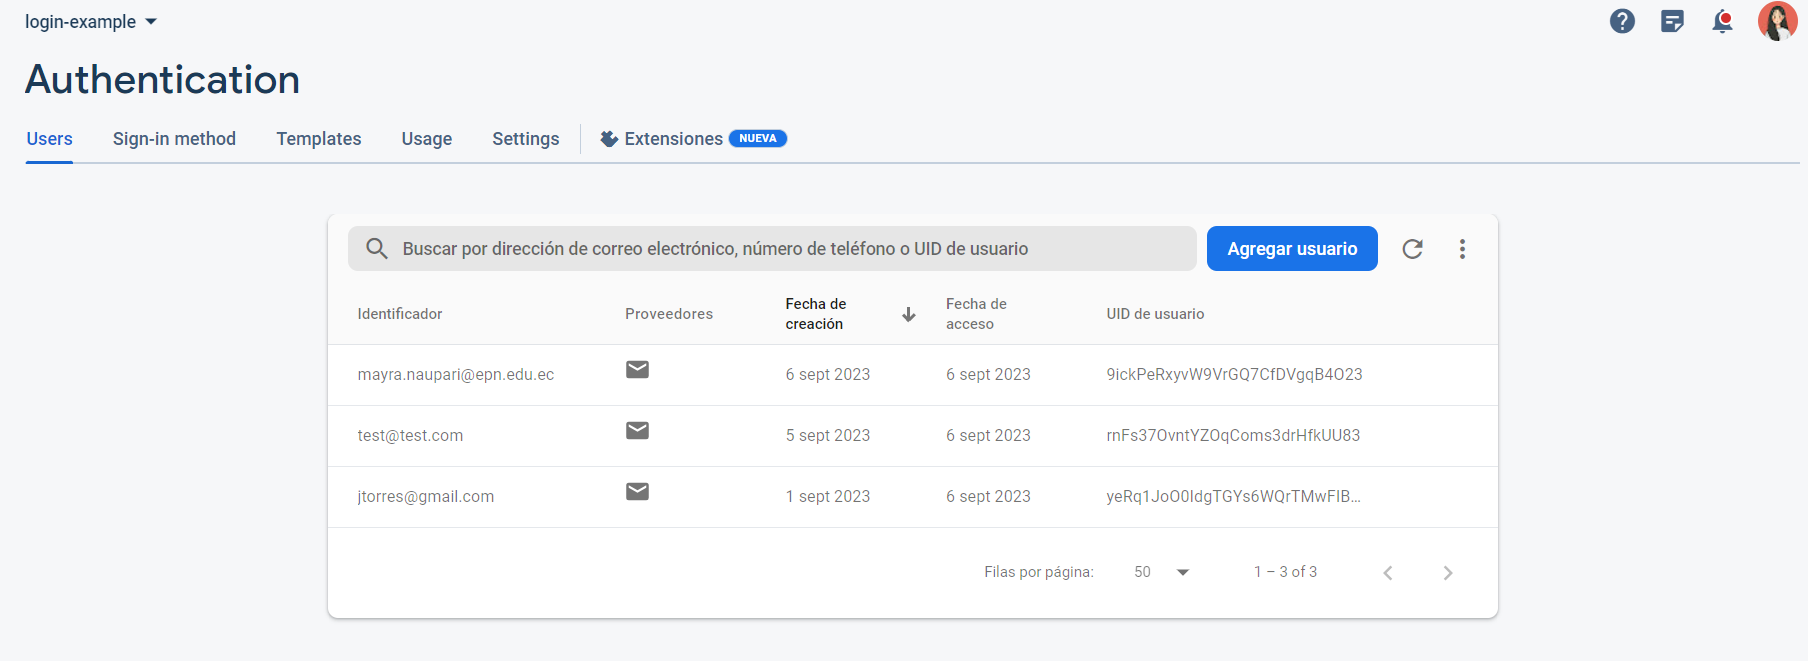 login-example
Authentication
Users Sign-in method Templates Usage Settings Extensiones NUEVA
Buscar por dirección de correo electrónico, número de teléfono o UID de usuario Agregar usuario
Identificador Proveedores Fecha de creación Fecha de acceso UID de usuario
mayra.naupari@epn.edu.ec 6 sept 2023 6 sept 2023 9ickPeRxyvW9VrGQ7CfDVgqB4O23
test@test.com 5 sept 2023 6 sept 2023 rnFs37OvntYZOqComs3drHfkUU83
jtorres@gmail.com 1 sept 2023 6 sept 2023 yeRq1JoO0IdgTGYs6WQrTMwFIB...
Filas por página: 50 1 – 3 of 3